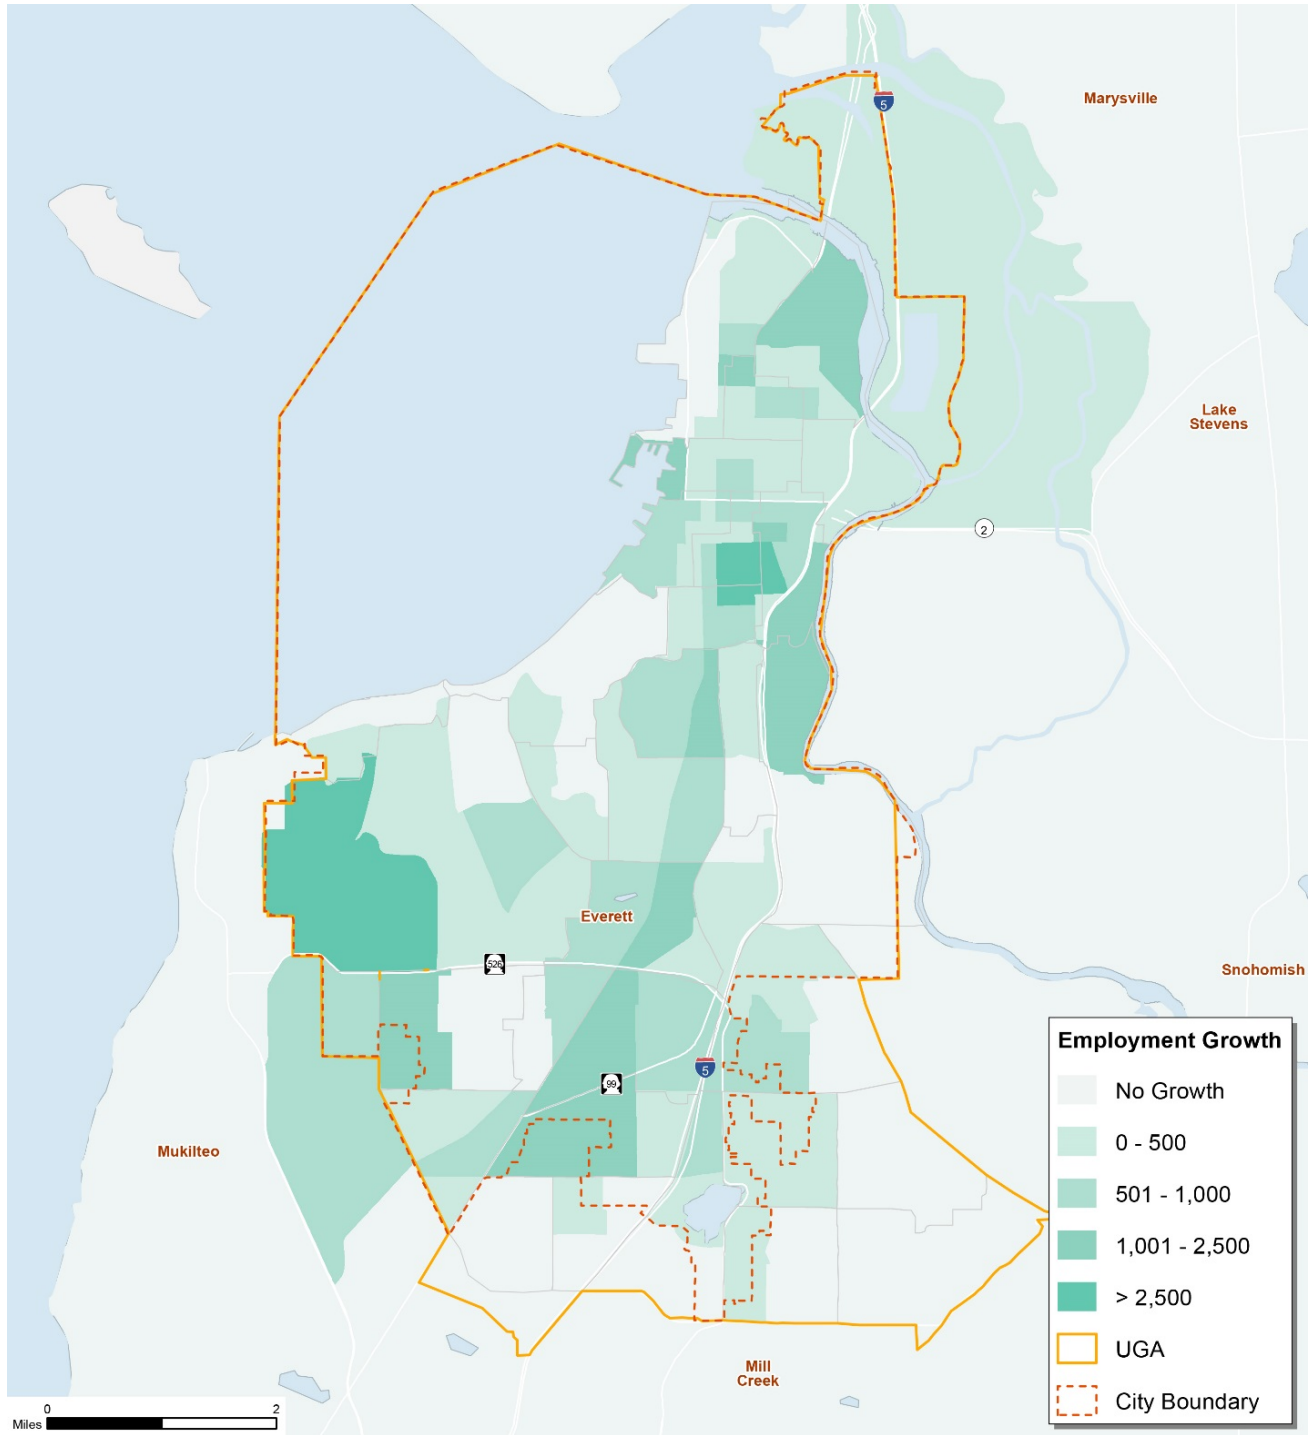 5
Marysville
Lake
Stevens
2
Everett
526
Snohomish
5
99
Mukilteo
Mill
Creek
Employment Growth
No Growth
0 - 500
501 - 1,000
1,001 - 2,500
> 2,500
UGA
City Boundary
0 2
Miles